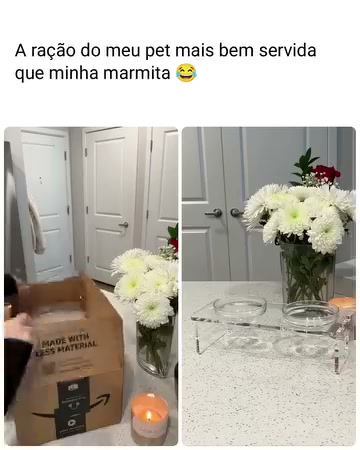 A ração do meu pet mais bem servida
que minha marmita 😂
MADE WITH
LESS MATERIAL